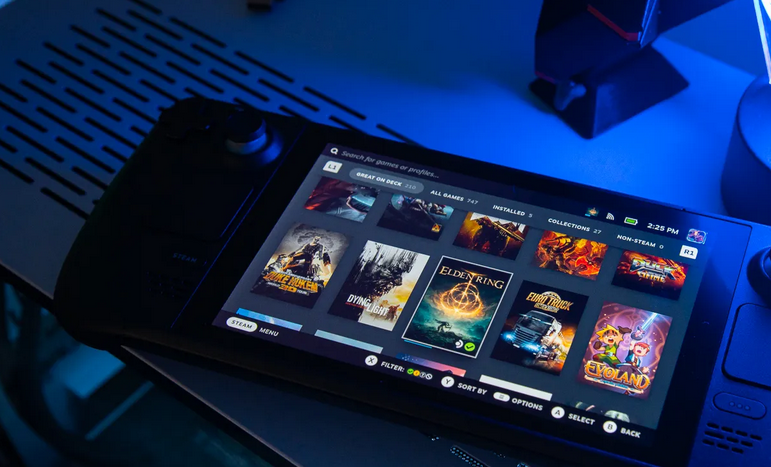 Search for games or profiles...
2:25 PM
L1
GREAT ON DECK 210
ALL GAMES 747
INSTALLED 5
COLLECTIONS 27
NON-STEAM 0
R1
DUKE NUKEM
DYING LIGHT
ELDEN RING
EURO TRUCK
EVOLAND
STEAM MENU
X FILTER:
Y SORT BY
OPTIONS
A SELECT
B BACK
STEAM